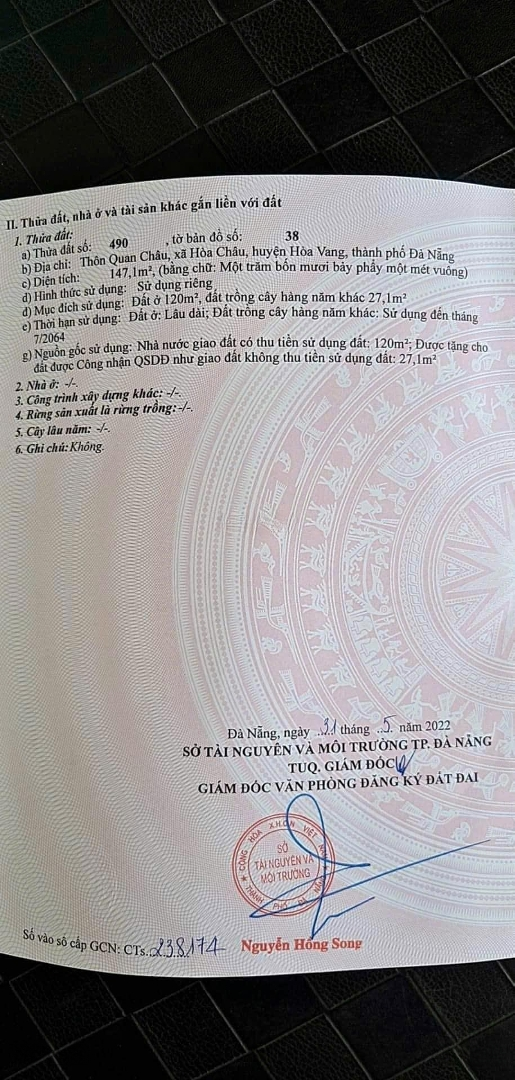 II. Thửa đất, nhà ở và tài sản khác gắn liền với đất
1. Thửa đất:
a) Thửa đất số: 490 , tờ bản đồ số: 38
b) Địa chỉ: Thôn Quan Châu, xã Hòa Châu, huyện Hòa Vang, thành phố Đà Nẵng
c) Diện tích: 147,1m², (bằng chữ: Một trăm bốn mươi bảy phẩy một mét vuông)
d) Hình thức sử dụng: Sử dụng riêng
đ) Mục đích sử dụng: Đất ở 120m², đất trồng cây hàng năm khác 27,1m²
e) Thời hạn sử dụng: Đất ở: Lâu dài; Đất trồng cây hàng năm khác: Sử dụng đến tháng
7/2064
g) Nguồn gốc sử dụng: Nhà nước giao đất có thu tiền sử dụng đất: 120m²; Được tặng cho
đất được Công nhận QSDĐ như giao đất không thu tiền sử dụng đất: 27,1m²
2. Nhà ở: -/-.
3. Công trình xây dựng khác: -/-.
4. Rừng sản xuất là rừng trồng: -/-.
5. Cây lâu năm: -/-.
6. Ghi chú: Không.
Đà Nẵng, ngày 31 tháng 5 năm 2022
SỞ TÀI NGUYÊN VÀ MÔI TRƯỜNG TP. ĐÀ NẴNG
TUQ. GIÁM ĐỐC
GIÁM ĐỐC VĂN PHÒNG ĐĂNG KÝ ĐẤT ĐAI
CỘNG HÒA X.H.C.N VIỆT NAM
SỞ
TÀI NGUYÊN VÀ
MÔI TRƯỜNG
THÀNH PHỐ ĐÀ NẴNG
Số vào sổ cấp GCN: CTs.238174
Nguyễn Hồng Song